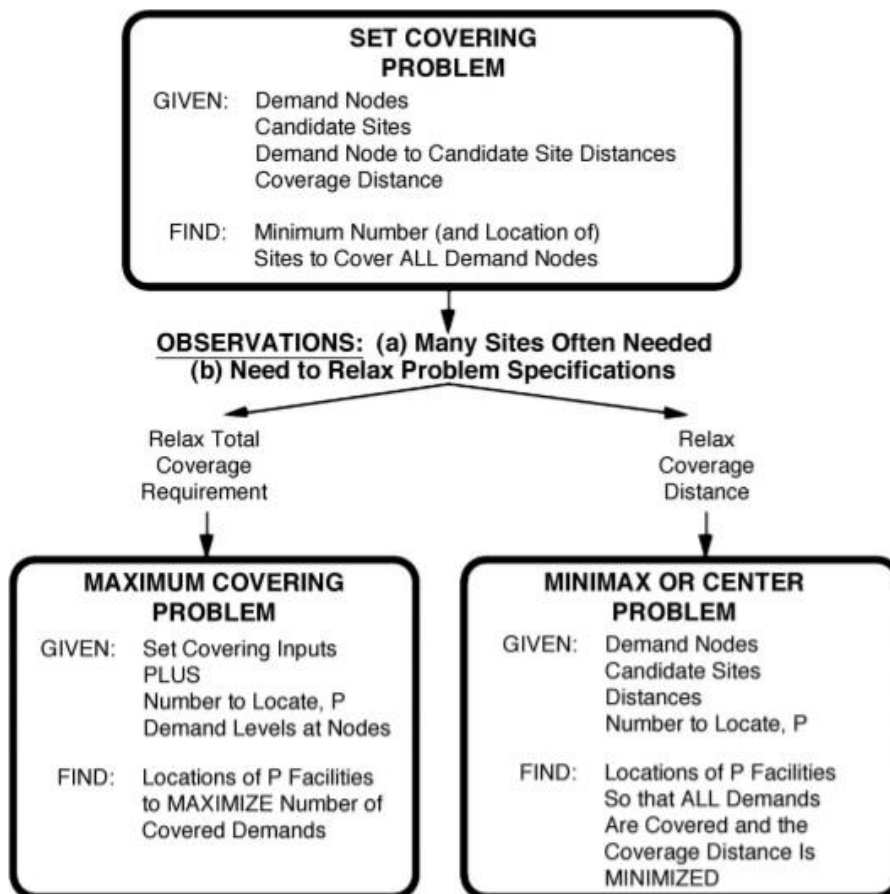 SET COVERING
PROBLEM
GIVEN: Demand Nodes
Candidate Sites
Demand Node to Candidate Site Distances
Coverage Distance
FIND: Minimum Number (and Location of)
Sites to Cover ALL Demand Nodes
OBSERVATIONS: (a) Many Sites Often Needed
(b) Need to Relax Problem Specifications
Relax Total
Coverage
Requirement
Relax
Coverage
Distance
MAXIMUM COVERING
PROBLEM
GIVEN: Set Covering Inputs
PLUS
Number to Locate, P
Demand Levels at Nodes
FIND: Locations of P Facilities
to MAXIMIZE Number of
Covered Demands
MINIMAX OR CENTER
PROBLEM
GIVEN: Demand Nodes
Candidate Sites
Distances
Number to Locate, P
FIND: Locations of P Facilities
So that ALL Demands
Are Covered and the
Coverage Distance Is
MINIMIZED